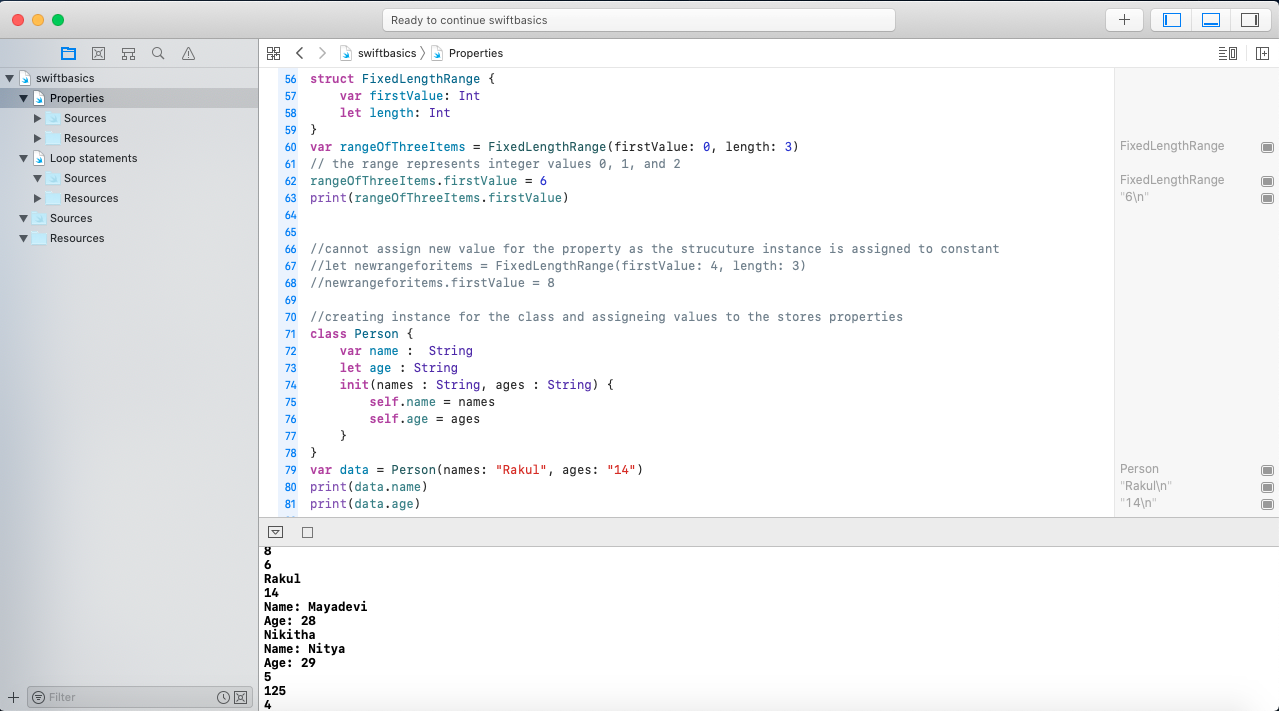 Ready to continue swiftbasics
swiftbasics
Properties
Sources
Resources
Loop statements
Sources
Resources
Sources
Resources
Filter
swiftbasics 〉 Properties
56 struct FixedLengthRange {
57     var firstValue: Int
58     let length: Int
59 }
60 var rangeOfThreeItems = FixedLengthRange(firstValue: 0, length: 3) FixedLengthRange
61 // the range represents integer values 0, 1, and 2
62 rangeOfThreeItems.firstValue = 6 FixedLengthRange
63 print(rangeOfThreeItems.firstValue) "6\n"
64
65
66 //cannot assign new value for the property as the strucuture instance is assigned to constant
67 //let newrangeforitems = FixedLengthRange(firstValue: 4, length: 3)
68 //newrangeforitems.firstValue = 8
69
70 //creating instance for the class and assigneing values to the stores properties
71 class Person {
72     var name :  String
73     let age : String
74     init(names : String, ages : String) {
75         self.name = names
76         self.age = ages
77     }
78 }
79 var data = Person(names: "Rakul", ages: "14") Person
80 print(data.name) "Rakul\n"
81 print(data.age) "14\n"
8
6
Rakul
14
Name: Mayadevi
Age: 28
Nikitha
Name: Nitya
Age: 29
5
125
4